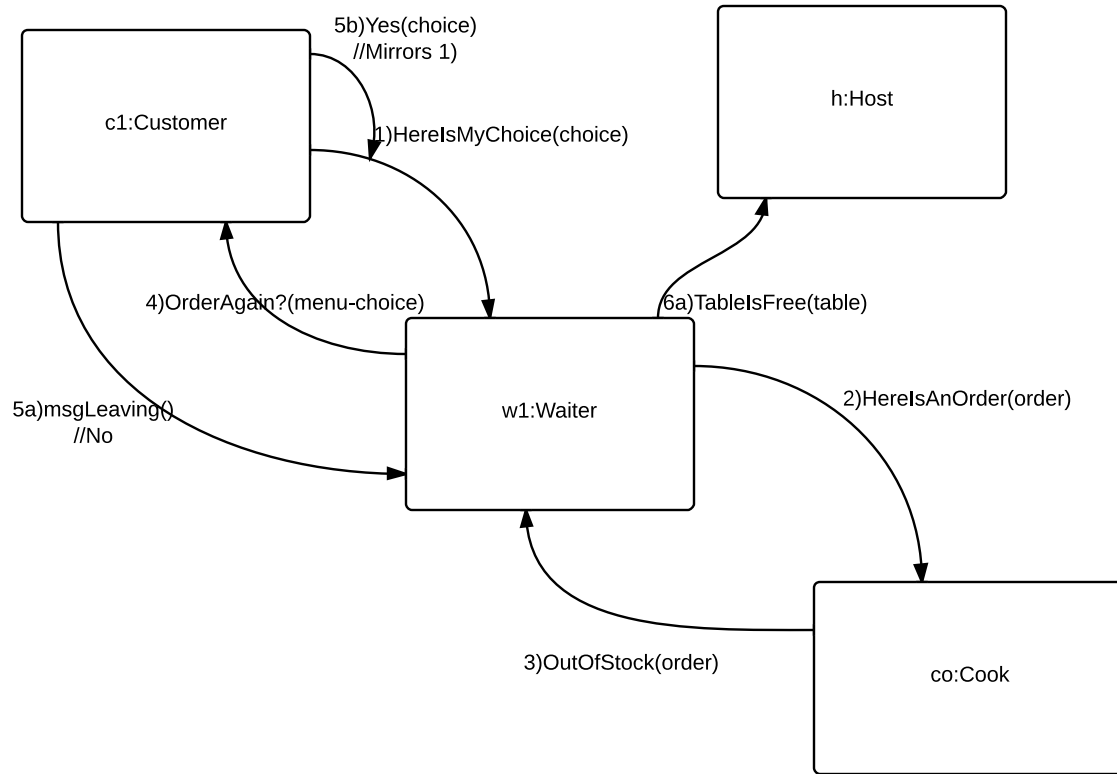 5b)Yes(choice)
//Mirrors 1)
h:Host
c1:Customer
1)HereIsMyChoice(choice)
4)OrderAgain?(menu-choice)
6a)TableIsFree(table)
2)HereIsAnOrder(order)
5a)msgLeaving()
//No
w1:Waiter
3)OutOfStock(order)
co:Cook